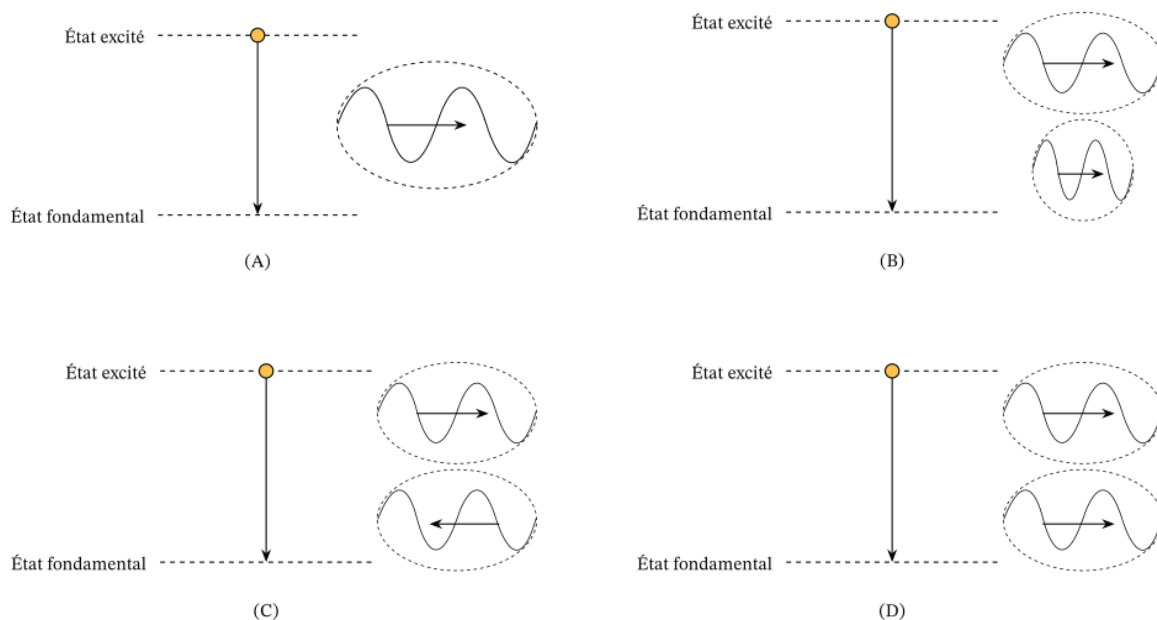 État excité
État fondamental
(A)
État excité
État fondamental
(B)
État excité
État fondamental
(C)
État excité
État fondamental
(D)